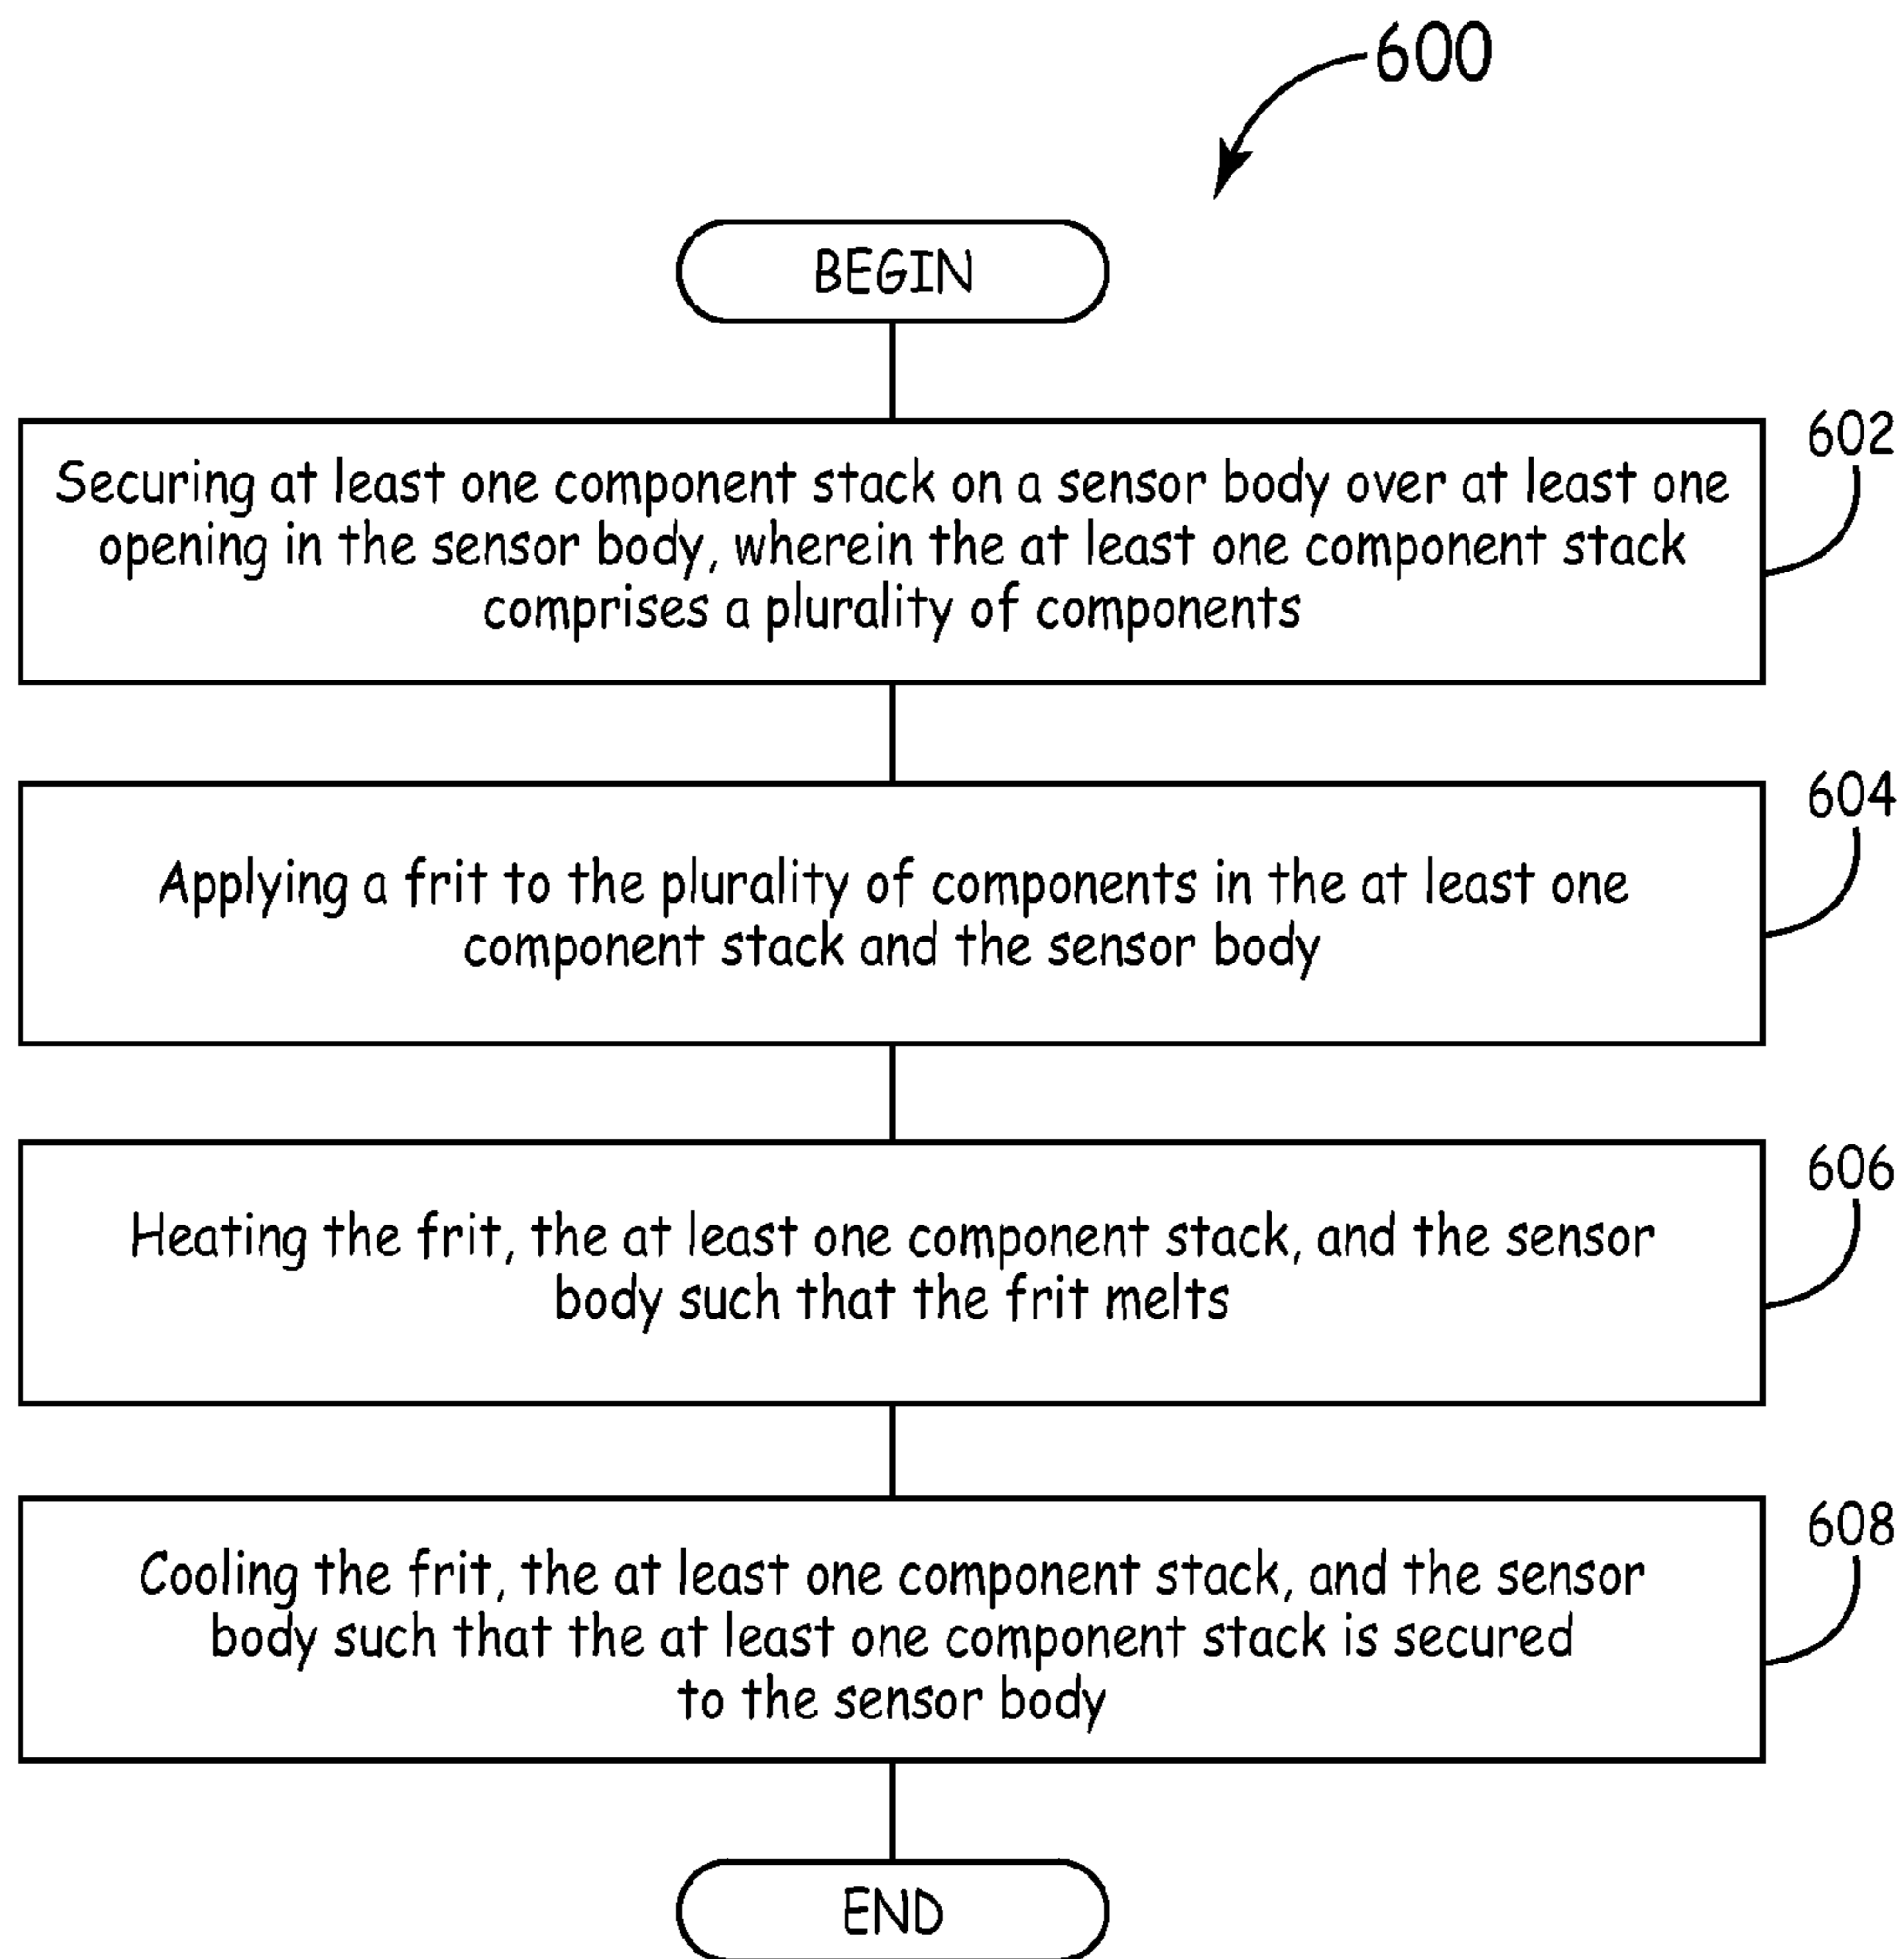 600
BEGIN
602
Securing at least one component stack on a sensor body over at least one
opening in the sensor body, wherein the at least one component stack
comprises a plurality of components
604
Applying a frit to the plurality of components in the at least one
component stack and the sensor body
606
Heating the frit, the at least one component stack, and the sensor
body such that the frit melts
608
Cooling the frit, the at least one component stack, and the sensor
body such that the at least one component stack is secured
to the sensor body
END